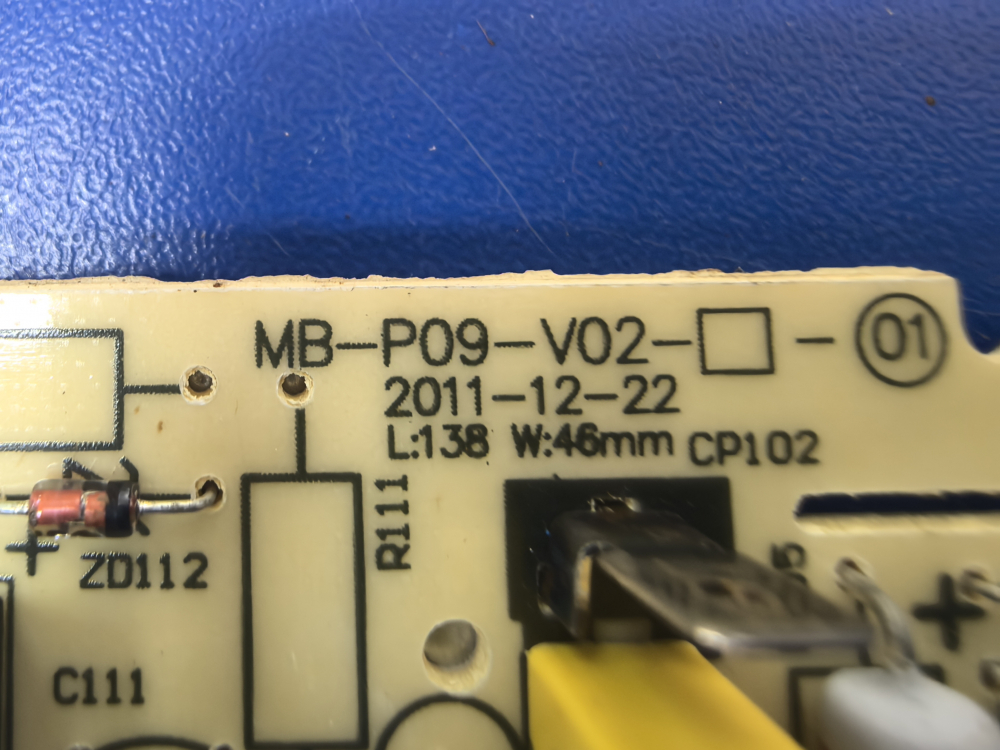 MB-P09-V02-□-01
2011-12-22
L:138 W:46mm
CP102
R111
ZD112
C111